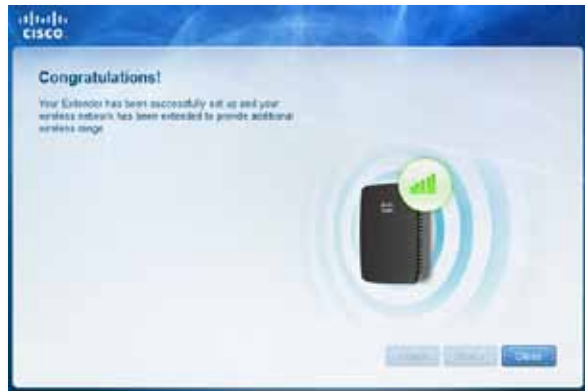 CISCO
Congratulations!
Your Extender has been successfully set up and your
wireless network has been extended to provide additional
wireless range